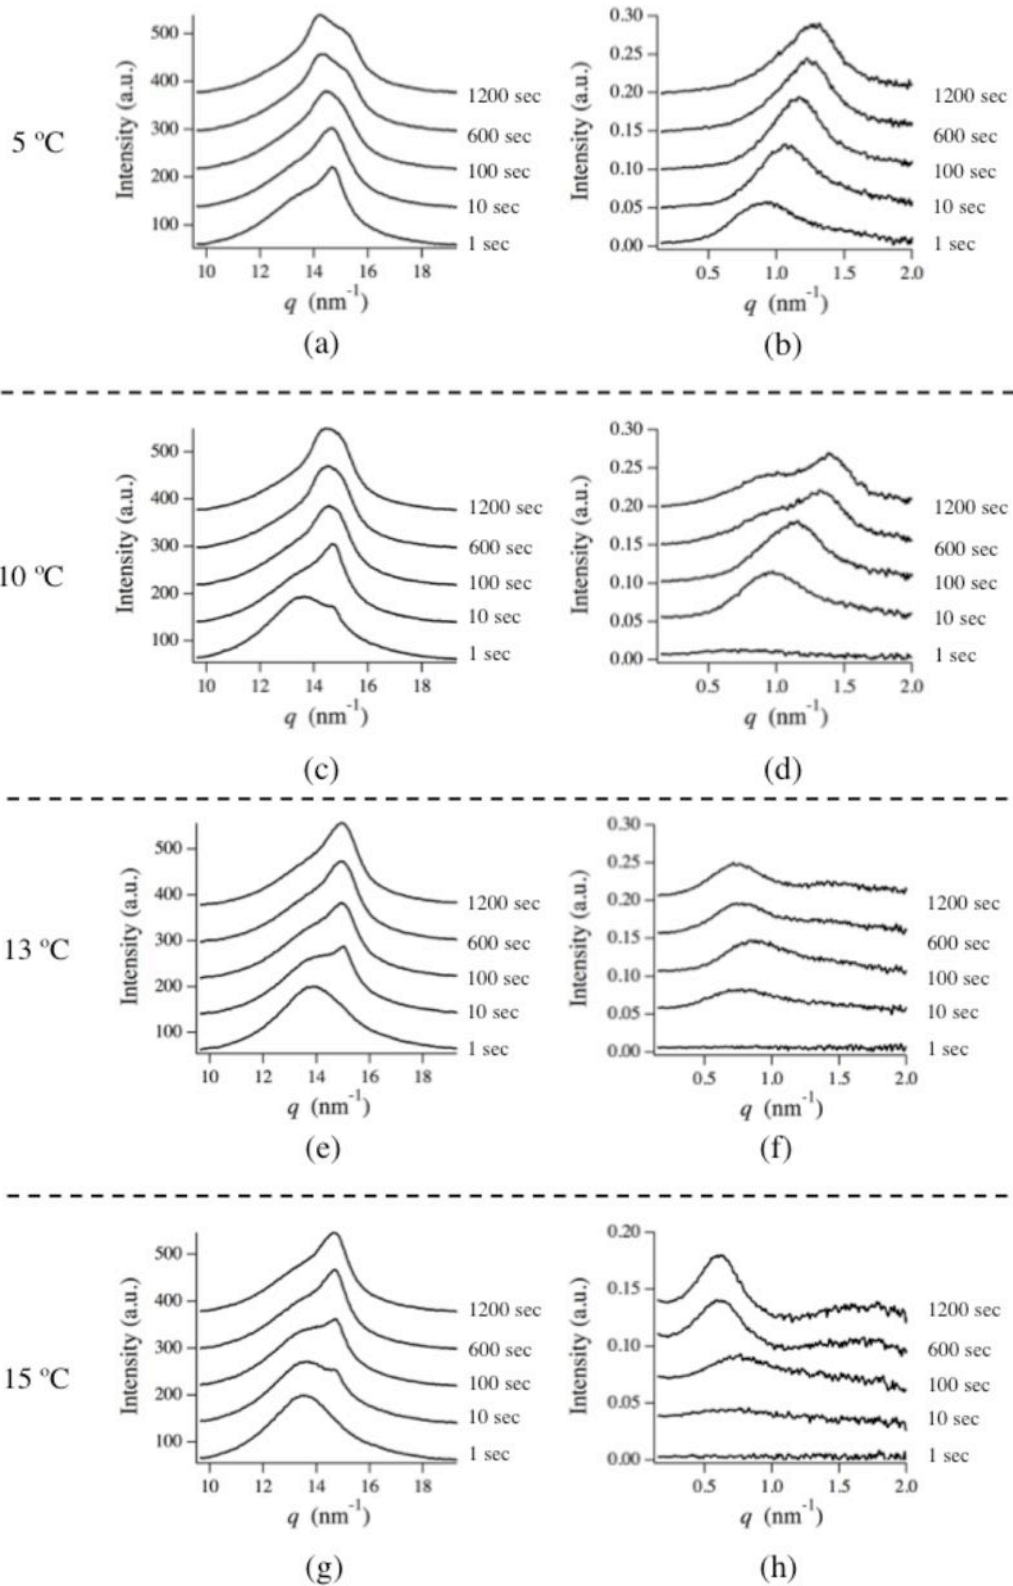 5 ºC
Intensity (a.u.)
500
400
300
200
100
1200 sec
600 sec
100 sec
10 sec
1 sec
10 12 14 16 18
q (nm-1)
(a)
Intensity (a.u.)
0.30
0.25
0.20
0.15
0.10
0.05
0.00
1200 sec
600 sec
100 sec
10 sec
1 sec
0.5 1.0 1.5 2.0
q (nm-1)
(b)
10 ºC
Intensity (a.u.)
500
400
300
200
100
1200 sec
600 sec
100 sec
10 sec
1 sec
10 12 14 16 18
q (nm-1)
(c)
Intensity (a.u.)
0.30
0.25
0.20
0.15
0.10
0.05
0.00
1200 sec
600 sec
100 sec
10 sec
1 sec
0.5 1.0 1.5 2.0
q (nm-1)
(d)
13 ºC
Intensity (a.u.)
500
400
300
200
100
1200 sec
600 sec
100 sec
10 sec
1 sec
10 12 14 16 18
q (nm-1)
(e)
Intensity (a.u.)
0.30
0.25
0.20
0.15
0.10
0.05
0.00
1200 sec
600 sec
100 sec
10 sec
1 sec
0.5 1.0 1.5 2.0
q (nm-1)
(f)
15 ºC
Intensity (a.u.)
500
400
300
200
100
1200 sec
600 sec
100 sec
10 sec
1 sec
10 12 14 16 18
q (nm-1)
(g)
Intensity (a.u.)
0.20
0.15
0.10
0.05
0.00
1200 sec
600 sec
100 sec
10 sec
1 sec
0.5 1.0 1.5 2.0
q (nm-1)
(h)